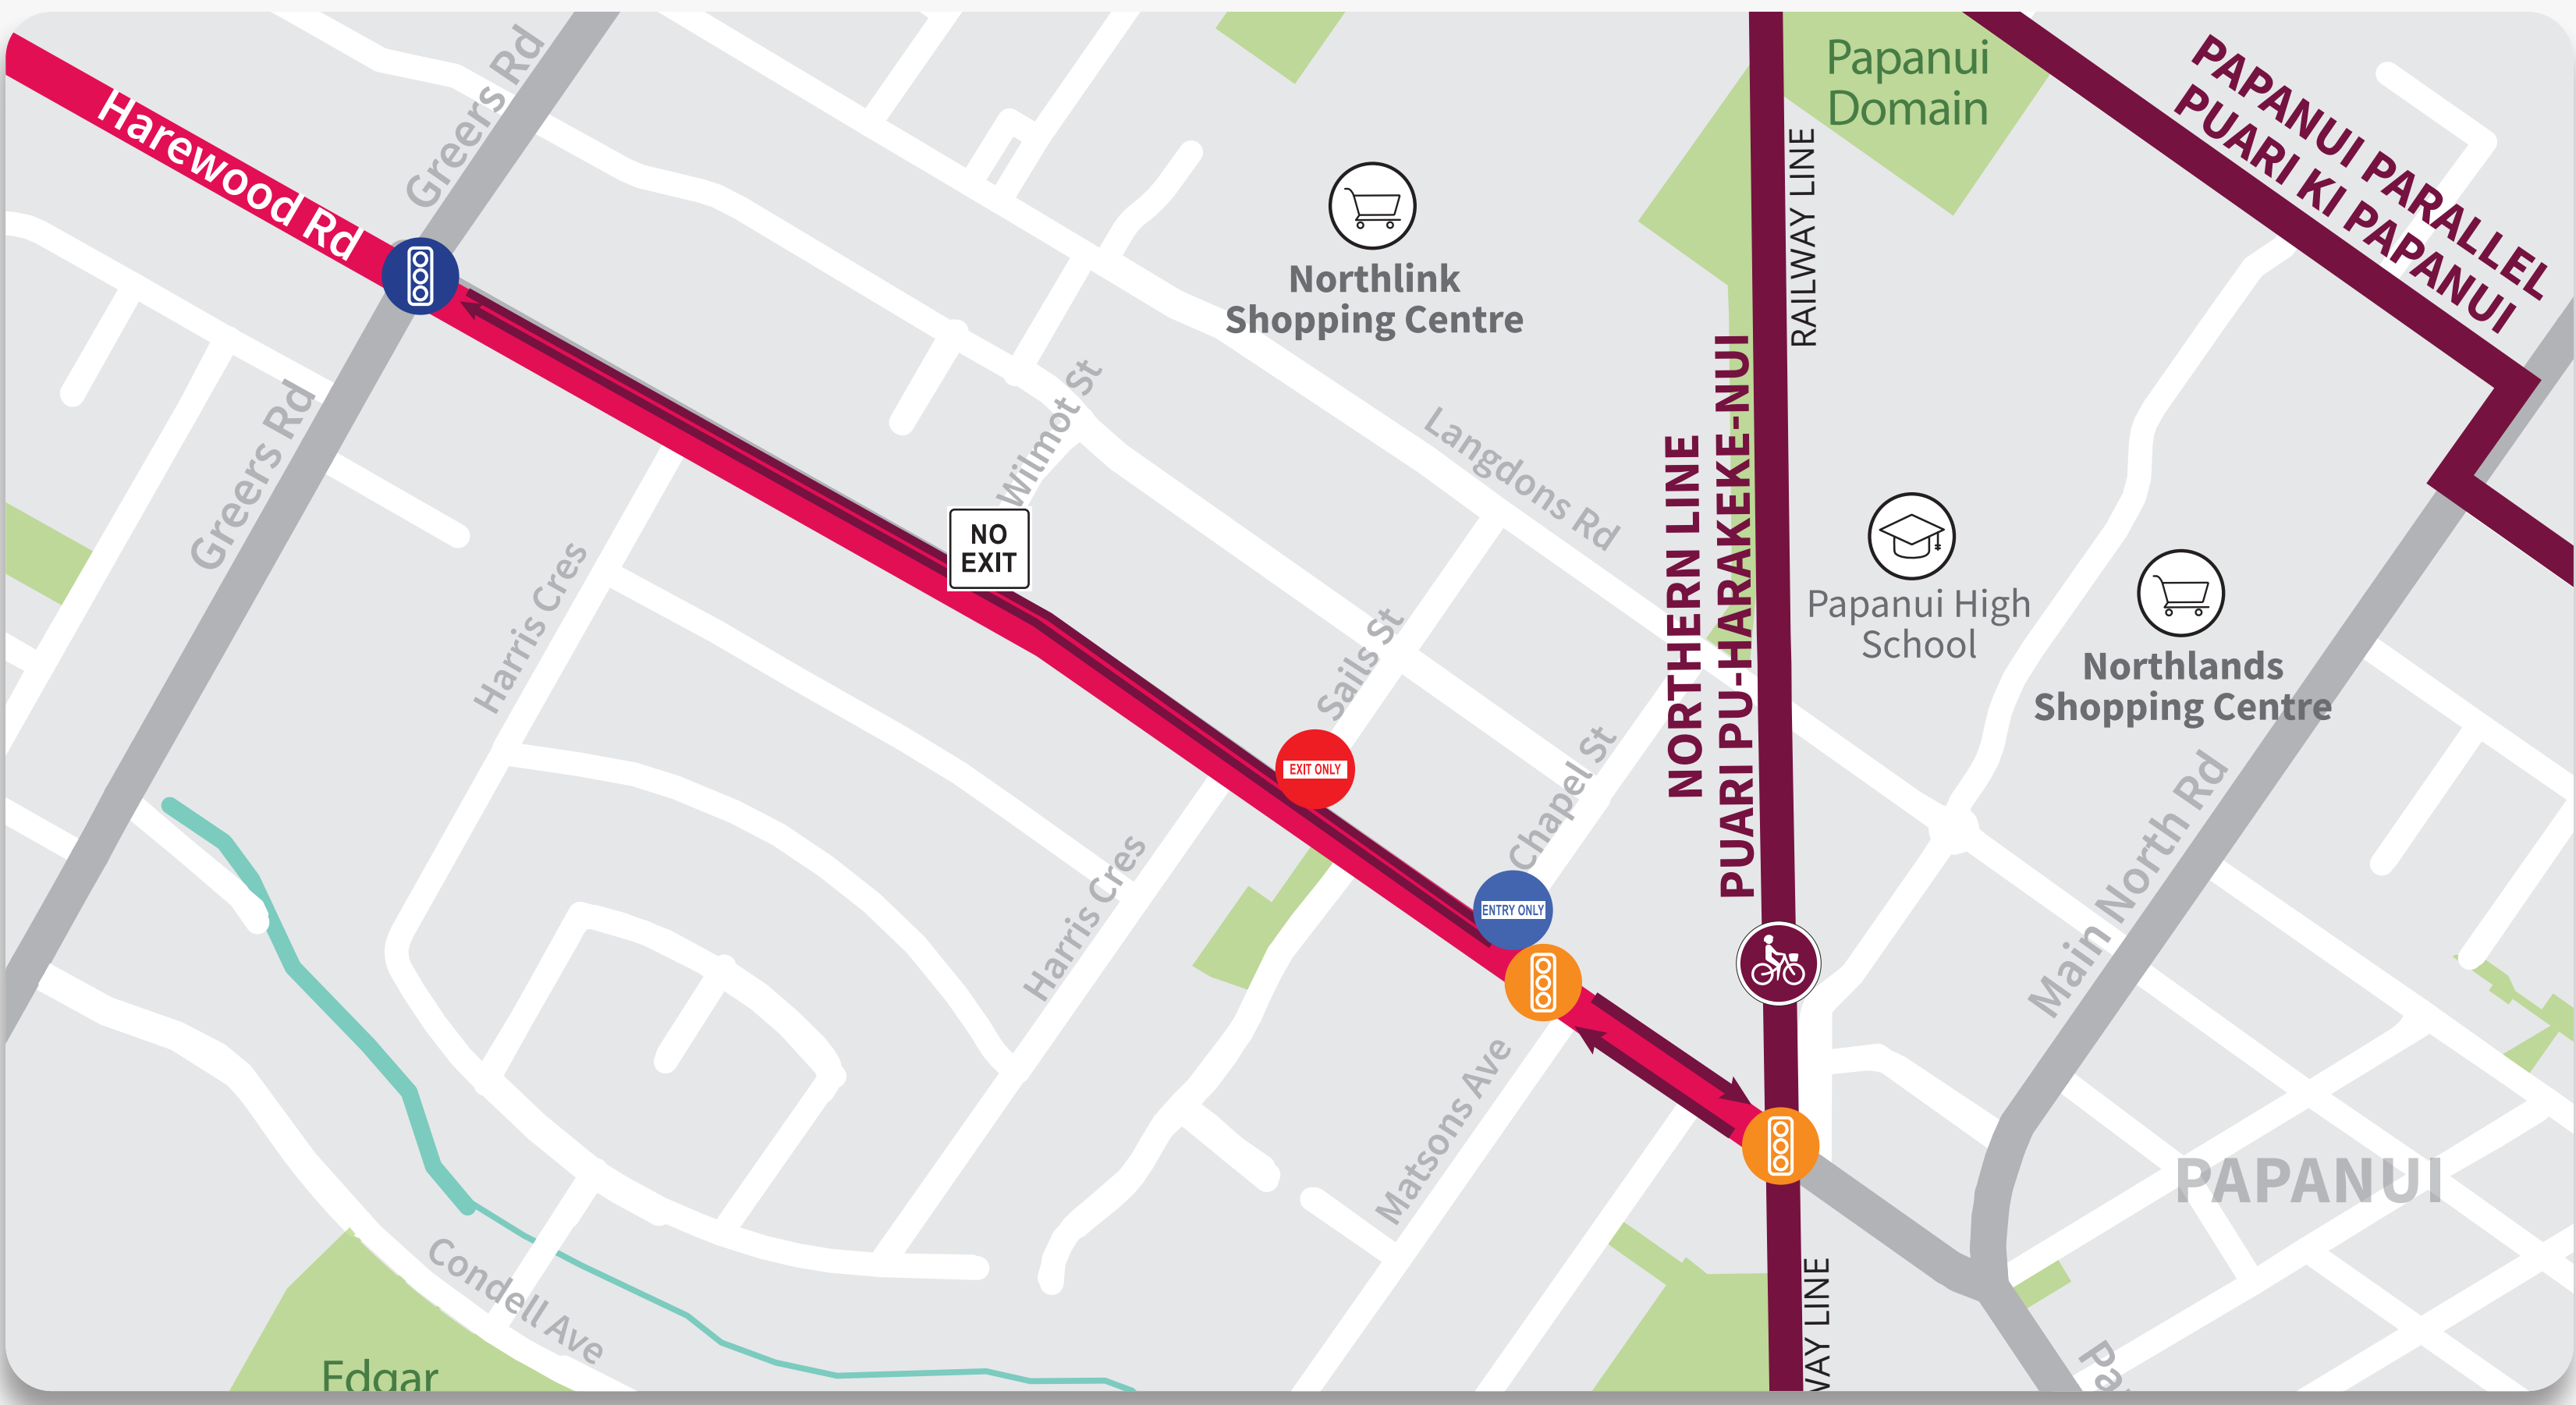 Papanui
Domain
PAPANUI PARALLEL
PUARI KI PAPANUI
Greers Rd
Harewood Rd
RAILWAY LINE
Northlink
Shopping Centre
Greers Rd
Wilmot St
Langdons Rd
NORTHERN LINE
PUARI PU-HARAKEKE-NUI
NO
EXIT
Harris Cres
Papanui High
School
Northlands
Shopping Centre
Sails St
EXIT ONLY
Chapel St
ENTRY ONLY
Harris Cres
Main North Rd
Matsons Ave
PAPANUI
Condell Ave
Edgar
WAY LINE
Pa